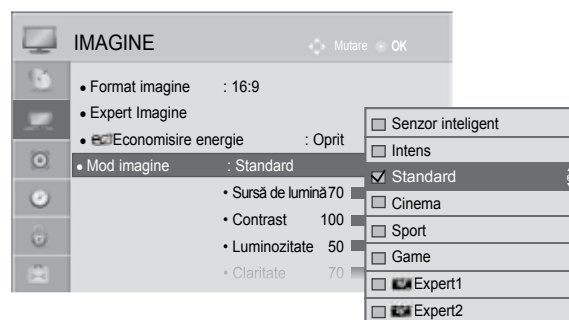 IMAGINE
Mutare OK
• Format imagine : 16:9
• Expert Imagine
• Economisire energie : Oprit
• Mod imagine : Standard
• Sursă de lumină 70
• Contrast 100
• Luminozitate 50
• Claritate 70
Senzor inteligent
Intens
Standard
Cinema
Sport
Game
Expert1
Expert2